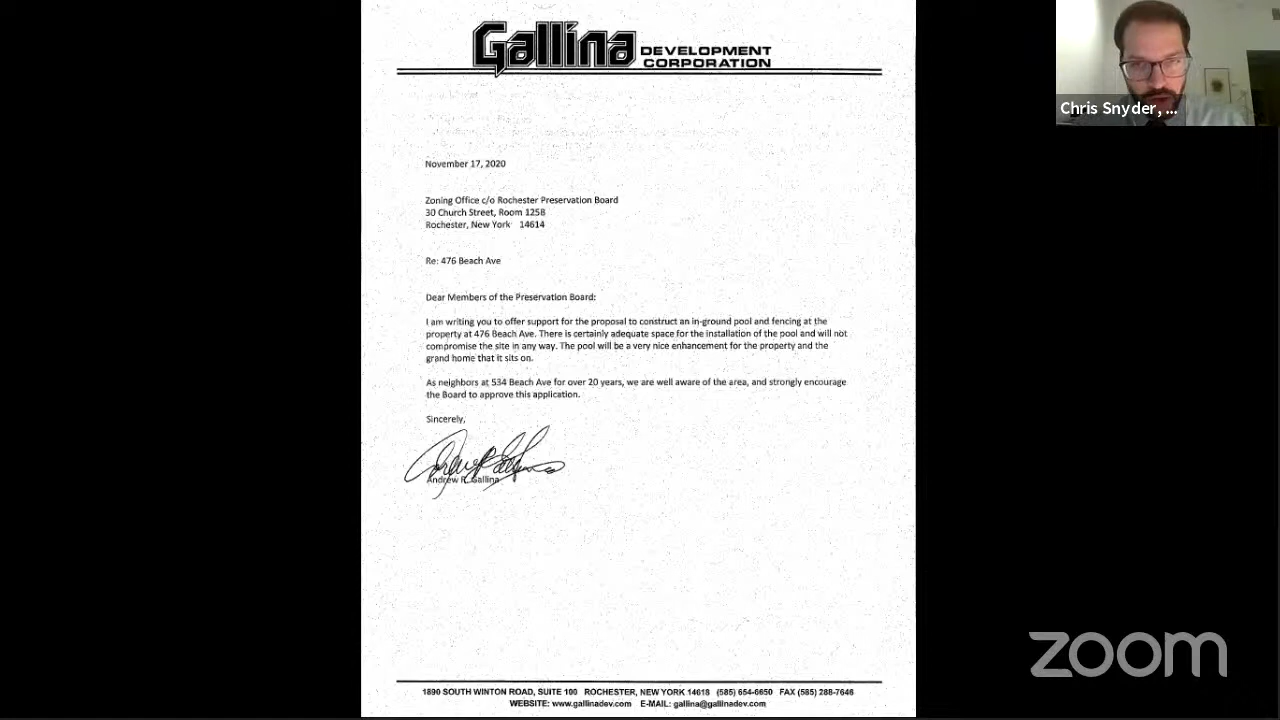 Gallina DEVELOPMENT
CORPORATION
Chris Snyder, ...
November 17, 2020
Zoning Office c/o Rochester Preservation Board
30 Church Street, Room 125B
Rochester, New York 14614
Re: 476 Beach Ave
Dear Members of the Preservation Board:
I am writing you to offer support for the proposal to construct an in-ground pool and fencing at the
property at 476 Beach Ave. There is certainly adequate space for the installation of the pool and will not
compromise the site in any way. The pool will be a very nice enhancement for the property and the
grand home that it sits on.
As neighbors at 534 Beach Ave for over 20 years, we are well aware of the area, and strongly encourage
the Board to approve this application.
Sincerely,
Andrew R. Gallina
zoom
1890 SOUTH WINTON ROAD, SUITE 100 ROCHESTER, NEW YORK 14618 (585) 654-6650 FAX (585) 288-7646
WEBSITE: www.gallinadev.com E-MAIL: gallina@gallinadev.com